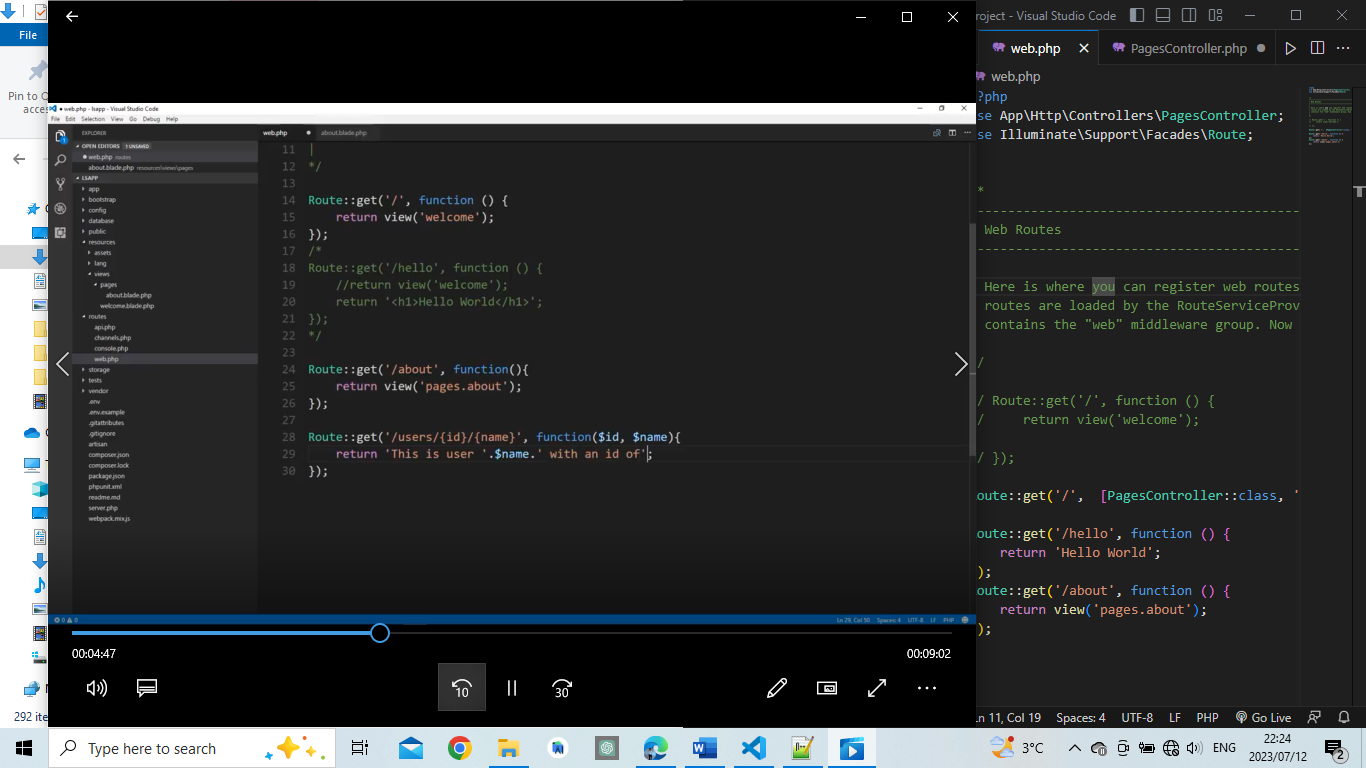 File
Pin to
access
292 ite
web.php - lsapp - Visual Studio Code
File Edit Selection View Go Debug Help
EXPLORER
OPEN EDITORS 1 UNSAVED
web.php routes
about.blade.php resources\views\pages
LSAPP
app
bootstrap
config
database
public
resources
assets
lang
views
pages
about.blade.php
welcome.blade.php
routes
api.php
channels.php
console.php
web.php
storage
tests
vendor
.env
.env.example
.gitattributes
.gitignore
artisan
composer.json
composer.lock
package.json
phpunit.xml
readme.md
server.php
webpack.mix.js
web.php about.blade.php
11 |
12 */
13
14 Route::get('/', function () {
15 return view('welcome');
16 });
17 /*
18 Route::get('/hello', function () {
19 //return view('welcome');
20 return '<h1>Hello World</h1>';
21 });
22 */
23
24 Route::get('/about', function(){
25 return view('pages.about');
26 });
27
28 Route::get('/users/{id}/{name}', function($id, $name){
29 return 'This is user '.$name.' with an id of';
30 });
0 0
Ln 29, Col 50 Spaces: 4 UTF-8 LF PHP
00:04:47
00:09:02
10
30
roject - Visual Studio Code
web.php PagesController.php
web.php
?php
se App\Http\Controllers\PagesController;
se Illuminate\Support\Facades\Route;
*
-----------------------------------------
Web Routes
-----------------------------------------
Here is where you can register web routes
routes are loaded by the RouteServiceProv
contains the "web" middleware group. Now
/
/ Route::get('/', function () {
/ return view('welcome');
/ });
oute::get('/', [PagesController::class, '
oute::get('/hello', function () {
return 'Hello World';
);
oute::get('/about', function () {
return view('pages.about');
);
Ln 11, Col 19 Spaces: 4 UTF-8 LF PHP Go Live
Type here to search
3°C ENG
22:24
2023/07/12
2